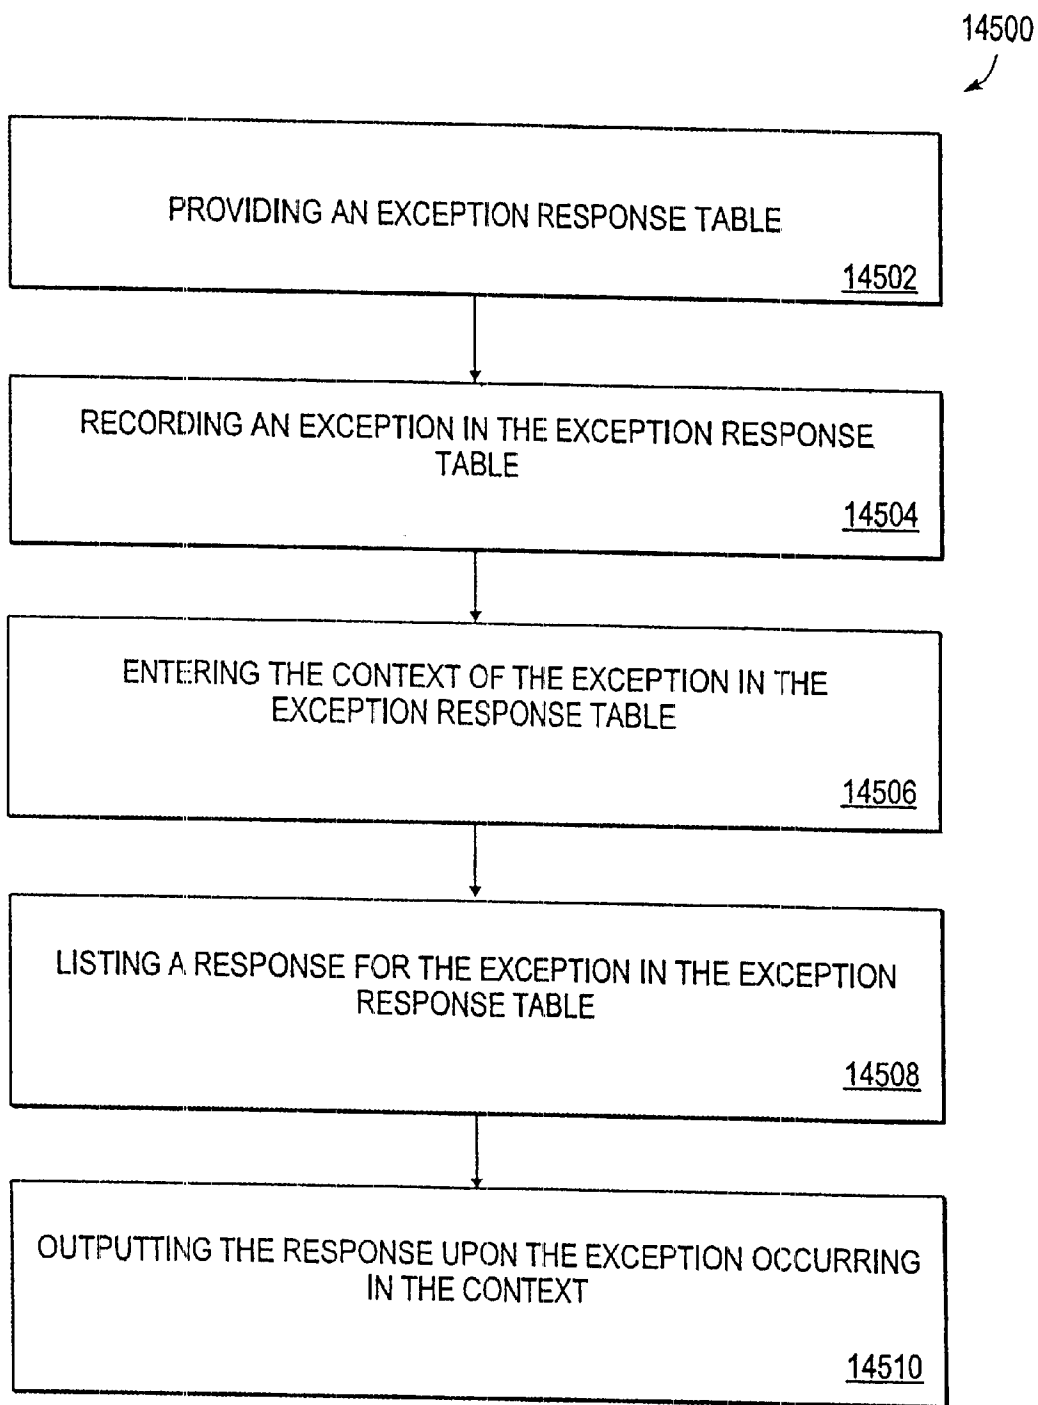 14500
PROVIDING AN EXCEPTION RESPONSE TABLE
14502
RECORDING AN EXCEPTION IN THE EXCEPTION RESPONSE
TABLE
14504
ENTERING THE CONTEXT OF THE EXCEPTION IN THE
EXCEPTION RESPONSE TABLE
14506
LISTING A RESPONSE FOR THE EXCEPTION IN THE EXCEPTION
RESPONSE TABLE
14508
OUTPUTTING THE RESPONSE UPON THE EXCEPTION OCCURRING
IN THE CONTEXT
14510